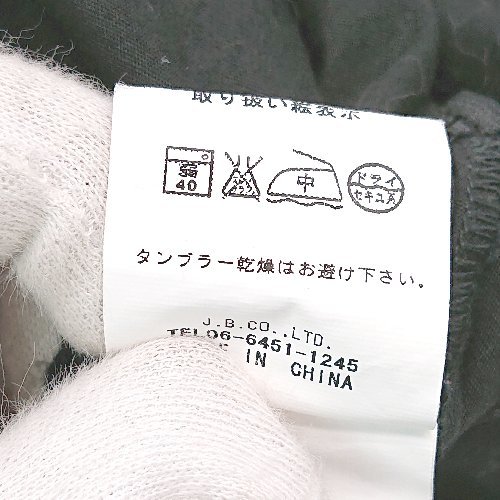 取り扱い絵表示
弱
40
中
ドライ
セキユ系
タンブラー乾燥はお避け下さい。
J.B.CO.,LTD.
TEL06-6451-1245
IN CHINA